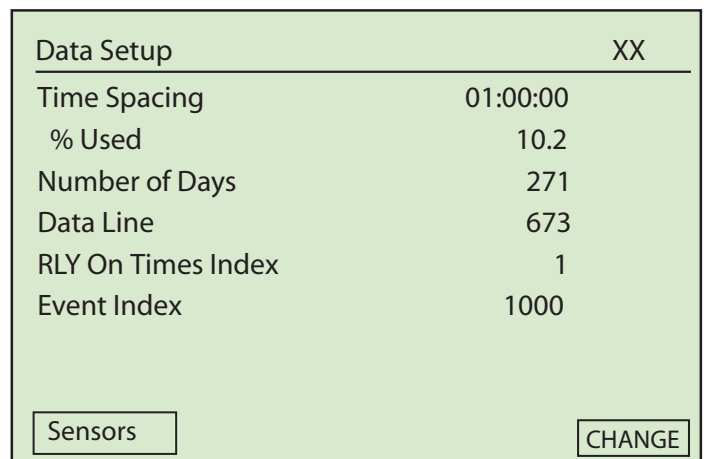 Data Setup XX
Time Spacing 01:00:00
% Used 10.2
Number of Days 271
Data Line 673
RLY On Times Index 1
Event Index 1000
Sensors CHANGE